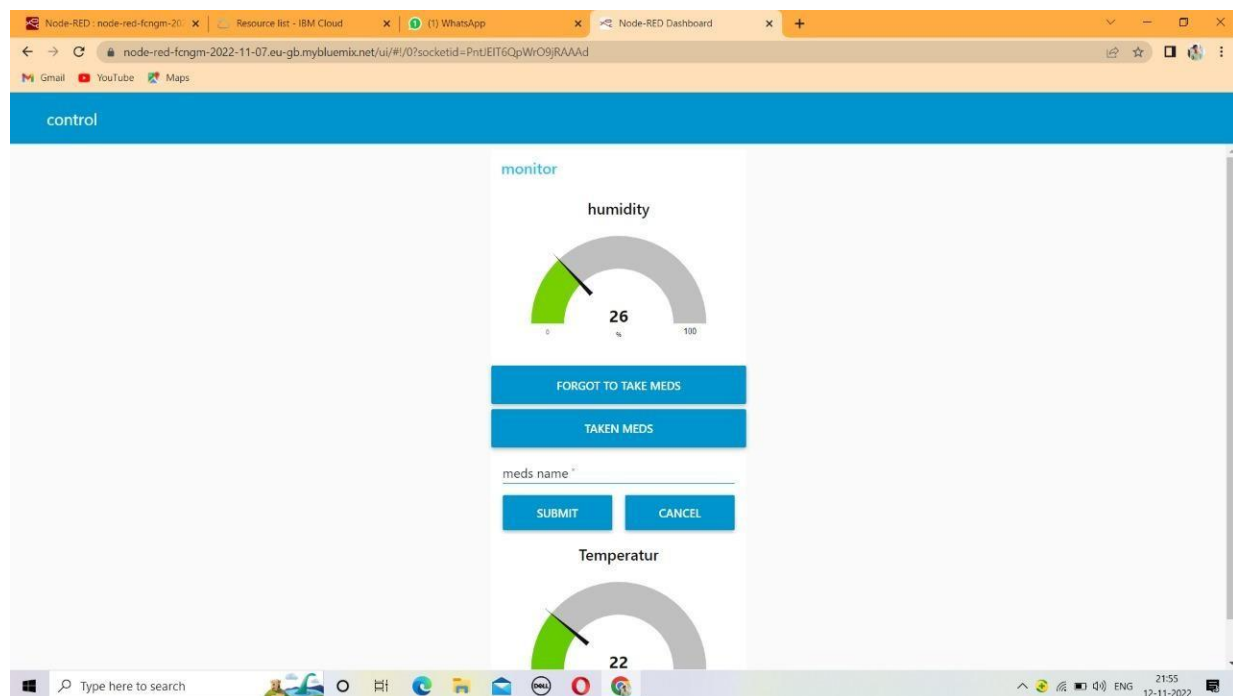 Node-RED : node-red-fcngm-202
Resource list - IBM Cloud
(1) WhatsApp
Node-RED Dashboard
node-red-fcngm-2022-11-07.eu-gb.mybluemix.net/ui/#!/0?socketid=PntJEIT6QpWrO9jRAAAd
Gmail
YouTube
Maps
control
monitor
humidity
26
0
%
100
FORGOT TO TAKE MEDS
TAKEN MEDS
meds name *
SUBMIT
CANCEL
Temperatur
22
Type here to search
DELL
ENG
21:55
12-11-2022